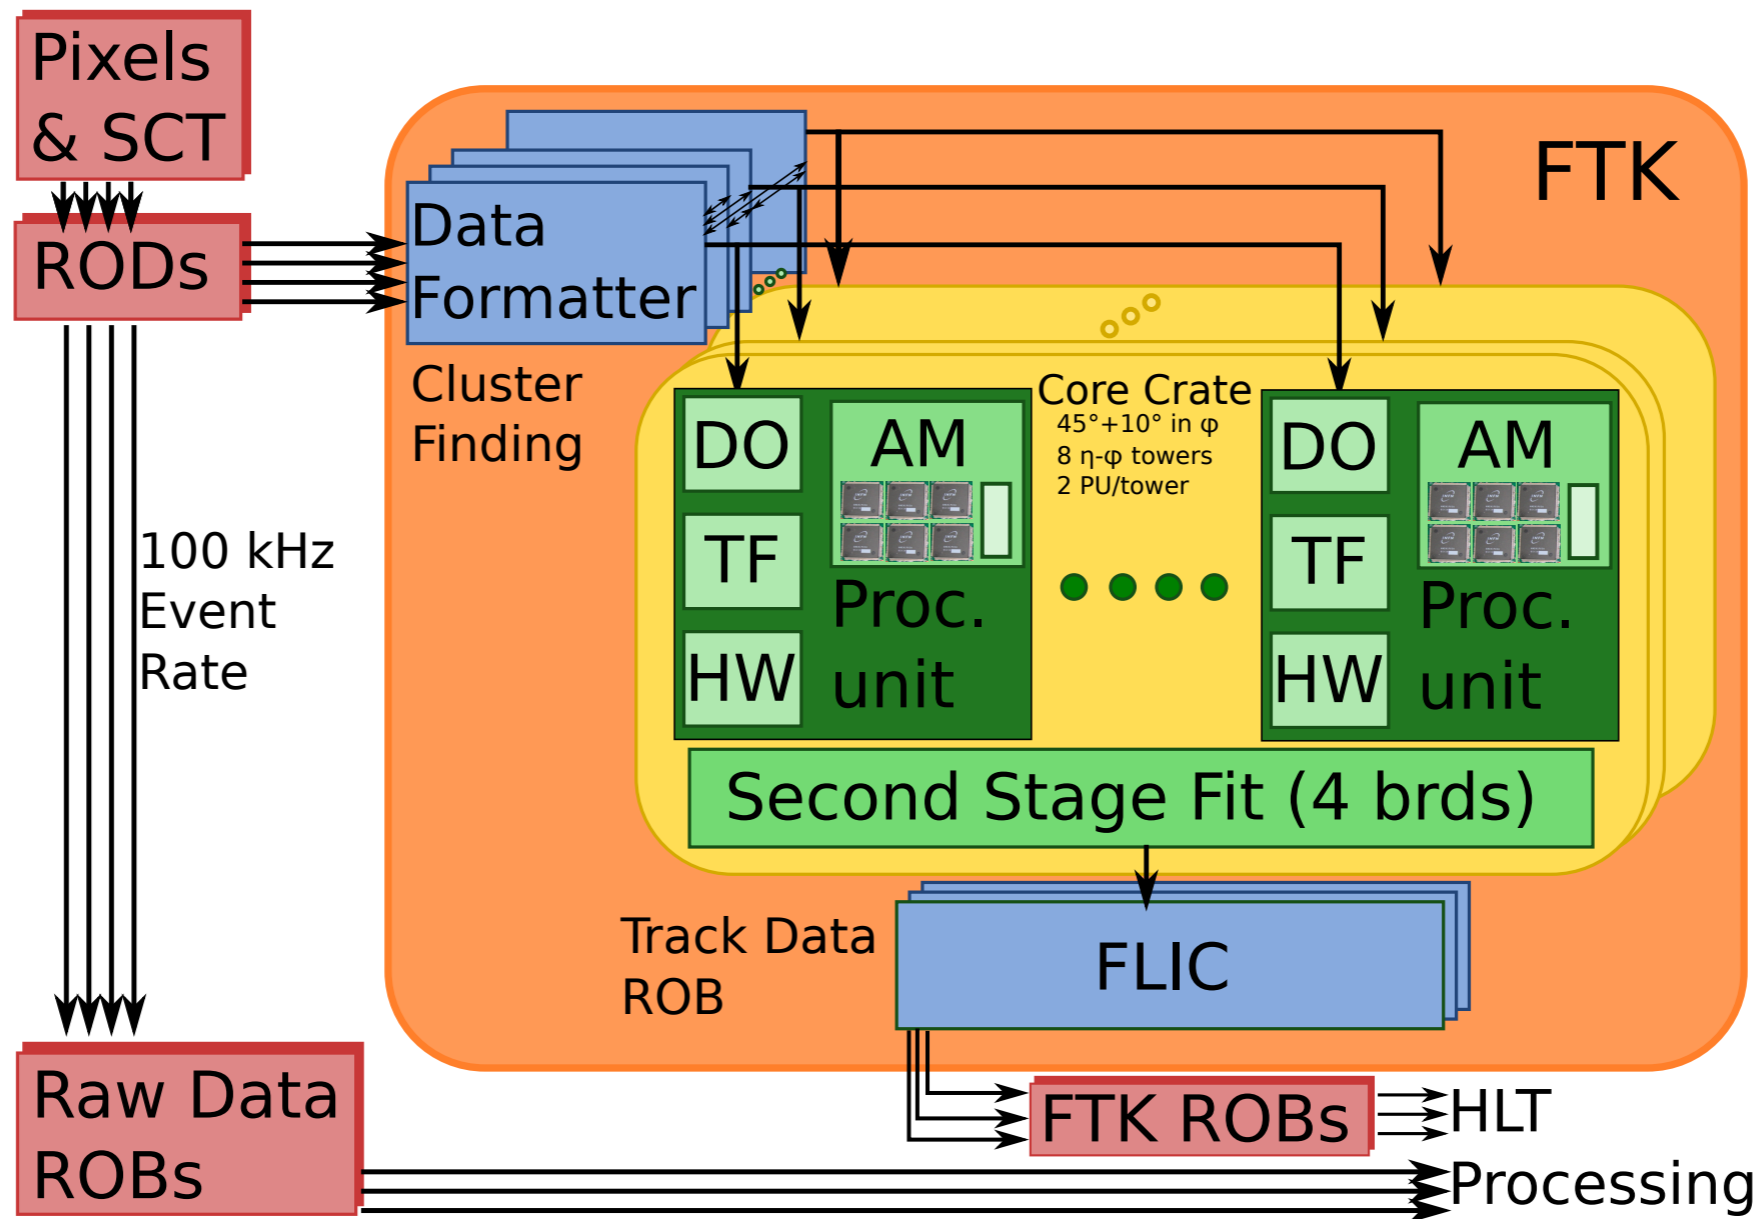 Pixels
& SCT
RODs
100 kHz
Event
Rate
Raw Data
ROBs
FTK
Data
Formatter
Cluster
Finding
Core Crate
45°+10° in φ
8 η-φ towers
2 PU/tower
DO
TF
HW
AM
Proc.
unit
DO
TF
HW
AM
Proc.
unit
Second Stage Fit (4 brds)
Track Data
ROB
FLIC
FTK ROBs
HLT
Processing